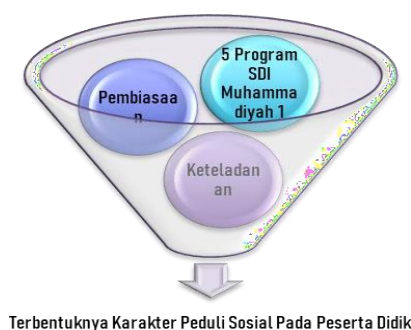 5 Program
SDI
Muhamma
diyah 1
Pembiasaa
n
Keteladan
an
Terbentuknya Karakter Peduli Sosial Pada Peserta Didik